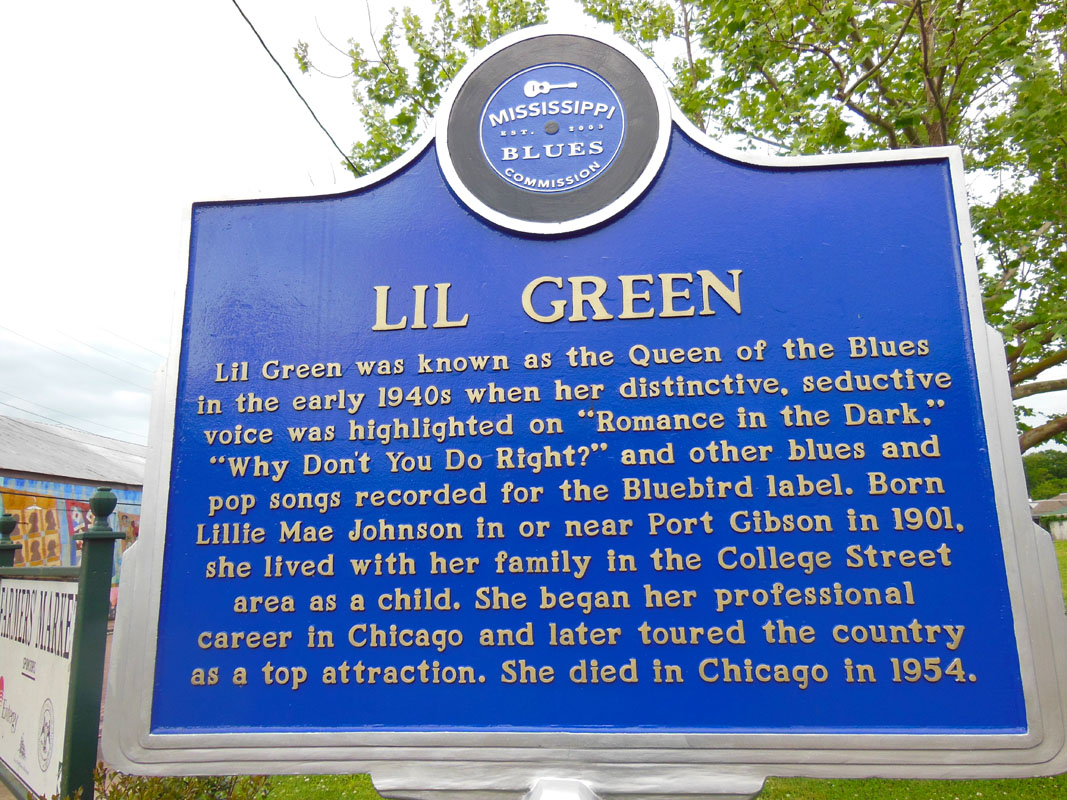 MISSISSIPPI
EST. 2003
BLUES
COMMISSION
LIL GREEN
Lil Green was known as the Queen of the Blues
in the early 1940s when her distinctive, seductive
voice was highlighted on "Romance in the Dark,"
"Why Don't You Do Right?" and other blues and
pop songs recorded for the Bluebird label. Born
Lillie Mae Johnson in or near Port Gibson in 1901,
she lived with her family in the College Street
area as a child. She began her professional
career in Chicago and later toured the country
as a top attraction. She died in Chicago in 1954.
FARMERS' MARKE
SPONSORS
Entergy